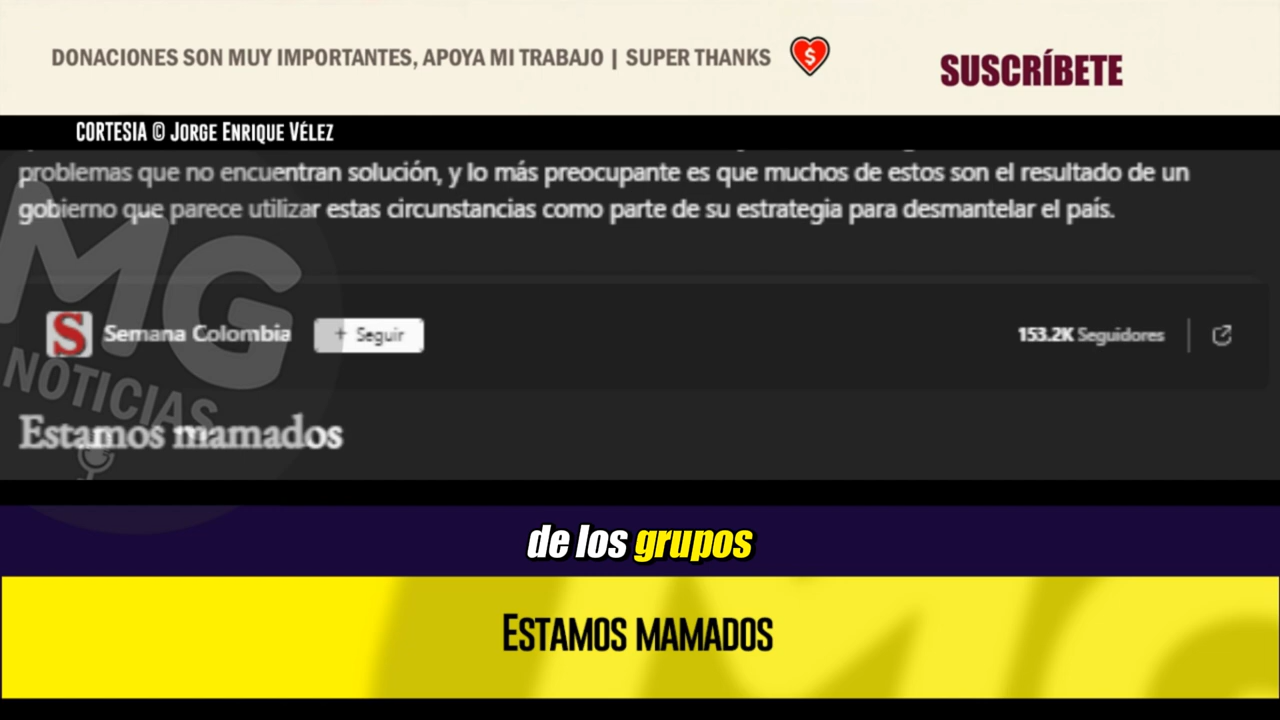 DONACIONES SON MUY IMPORTANTES, APOYA MI TRABAJO | SUPER THANKS
SUSCRÍBETE
CORTESIA © JORGE ENRIQUE VÉLEZ
problemas que no encuentran solución, y lo más preocupante es que muchos de estos son el resultado de un
gobierno que parece utilizar estas circunstancias como parte de su estrategia para desmantelar el país.
MG
NOTICIAS
S Semana Colombia + Seguir 153.2K Seguidores
Estamos mamados
de los grupos
ESTAMOS MAMADOS